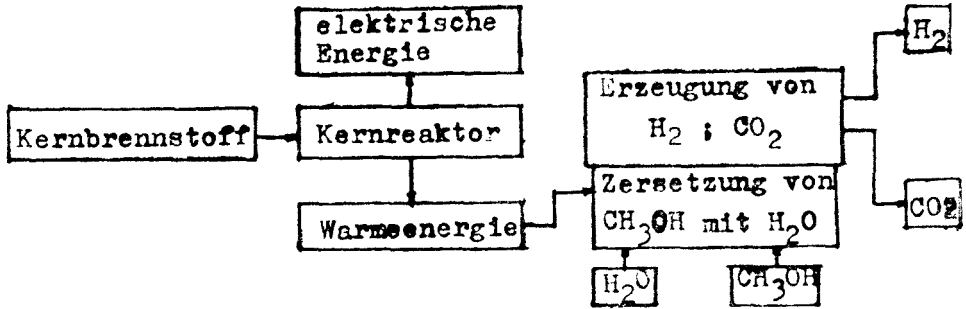 elektrische
Energie
Kernbrennstoff
Kernreaktor
Warmeenergie
Erzeugung von
H₂ ; CO₂
Zersetzung von
CH₃OH mit H₂O
H₂O
CH₃OH
H₂
CO₂